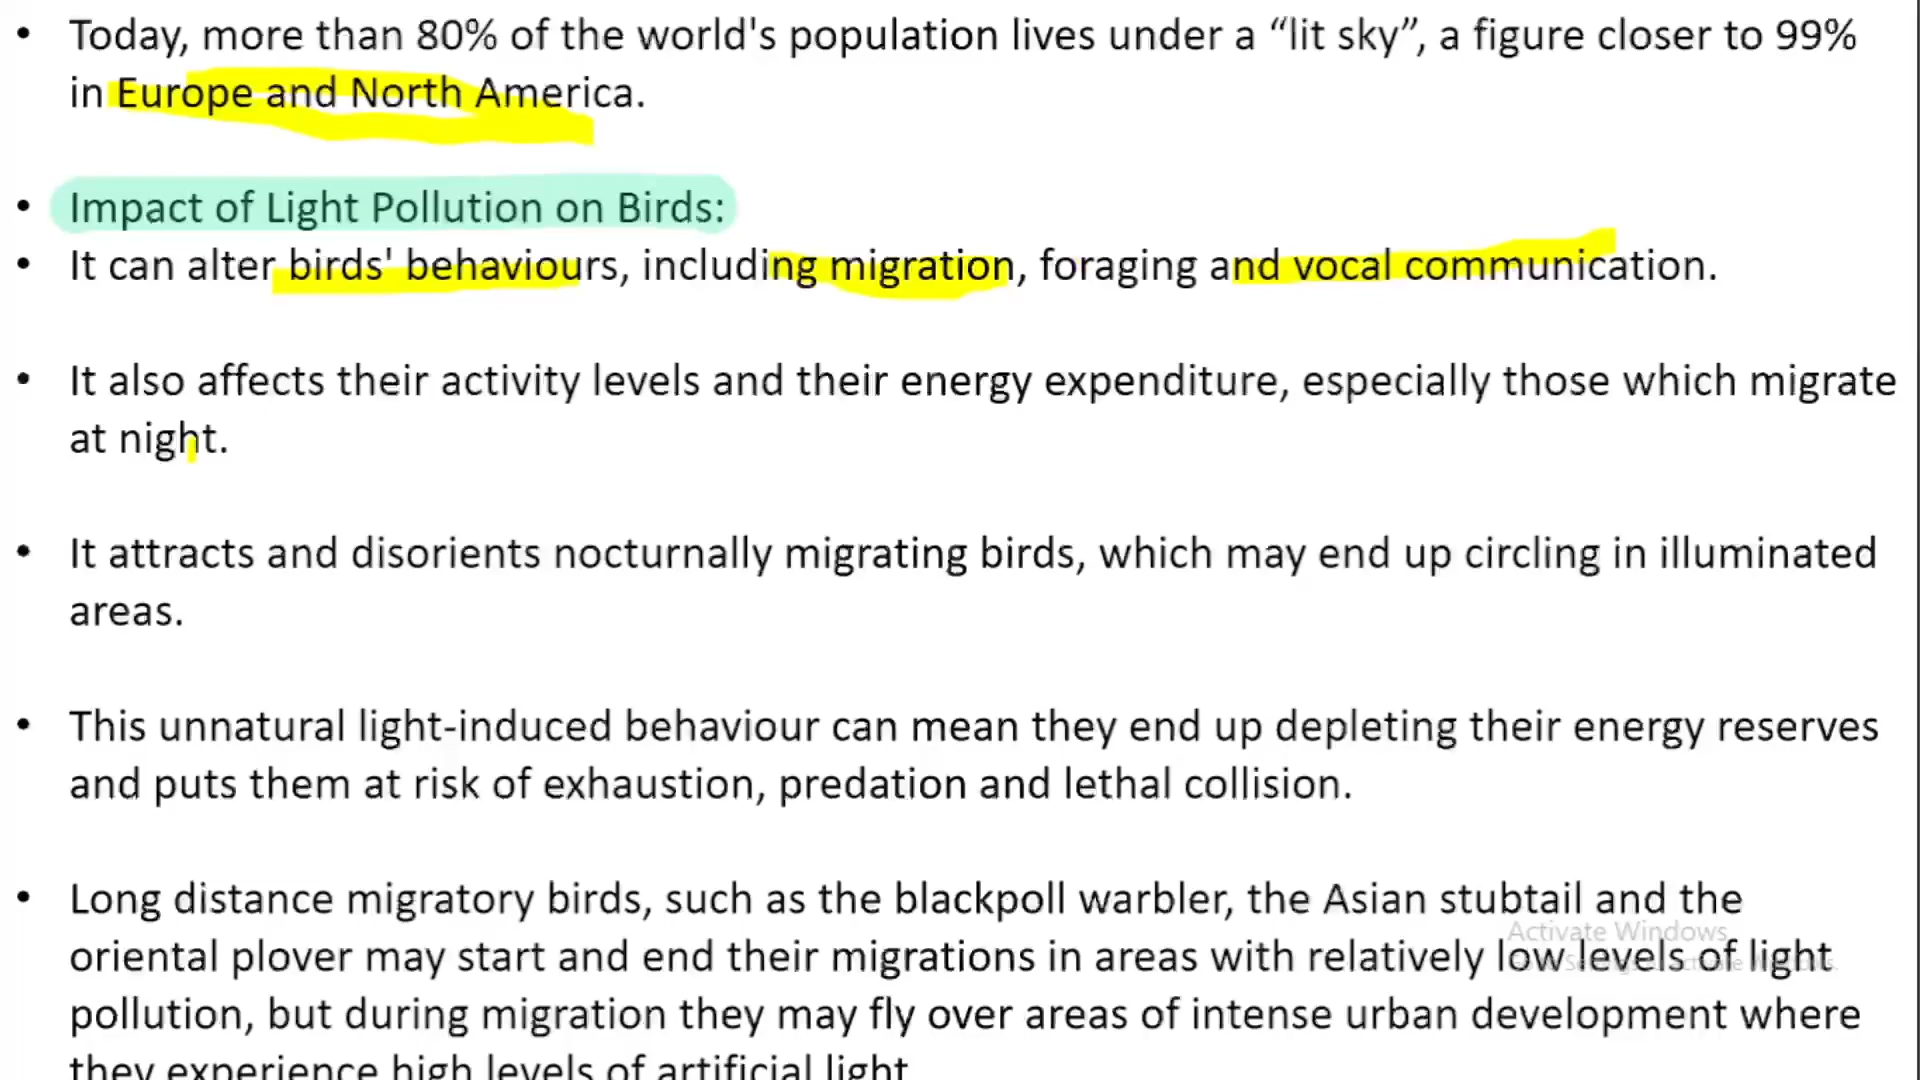 • Today, more than 80% of the world's population lives under a “lit sky”, a figure closer to 99%
in Europe and North America.
• Impact of Light Pollution on Birds:
• It can alter birds' behaviours, including migration, foraging and vocal communication.
• It also affects their activity levels and their energy expenditure, especially those which migrate
at night.
• It attracts and disorients nocturnally migrating birds, which may end up circling in illuminated
areas.
• This unnatural light-induced behaviour can mean they end up depleting their energy reserves
and puts them at risk of exhaustion, predation and lethal collision.
• Long distance migratory birds, such as the blackpoll warbler, the Asian stubtail and the
Activate Windows
oriental plover may start and end their migrations in areas with relatively low levels of light
pollution, but during migration they may fly over areas of intense urban development where
they experience high levels of artificial light